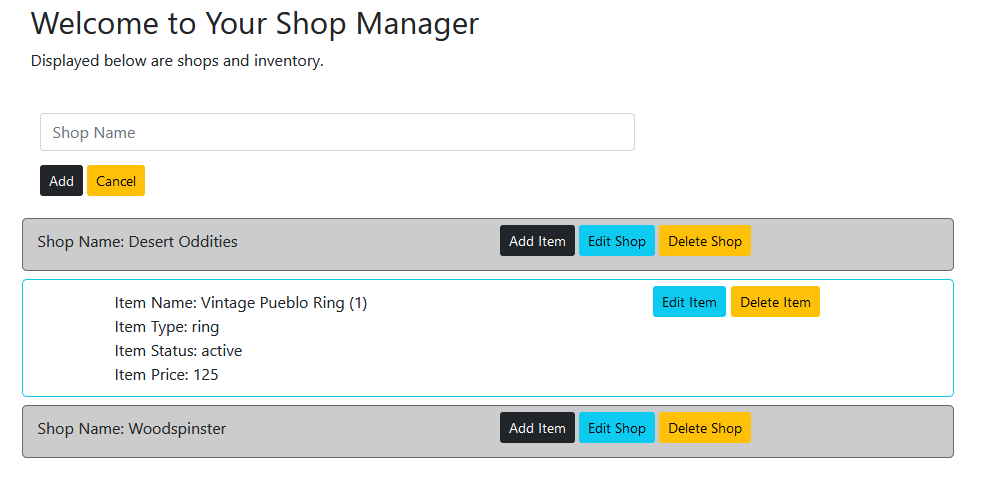 Welcome to Your Shop Manager
Displayed below are shops and inventory.
Shop Name
Add Cancel
Shop Name: Desert Oddities Add Item Edit Shop Delete Shop
Item Name: Vintage Pueblo Ring (1) Edit Item Delete Item
Item Type: ring
Item Status: active
Item Price: 125
Shop Name: Woodspinster Add Item Edit Shop Delete Shop